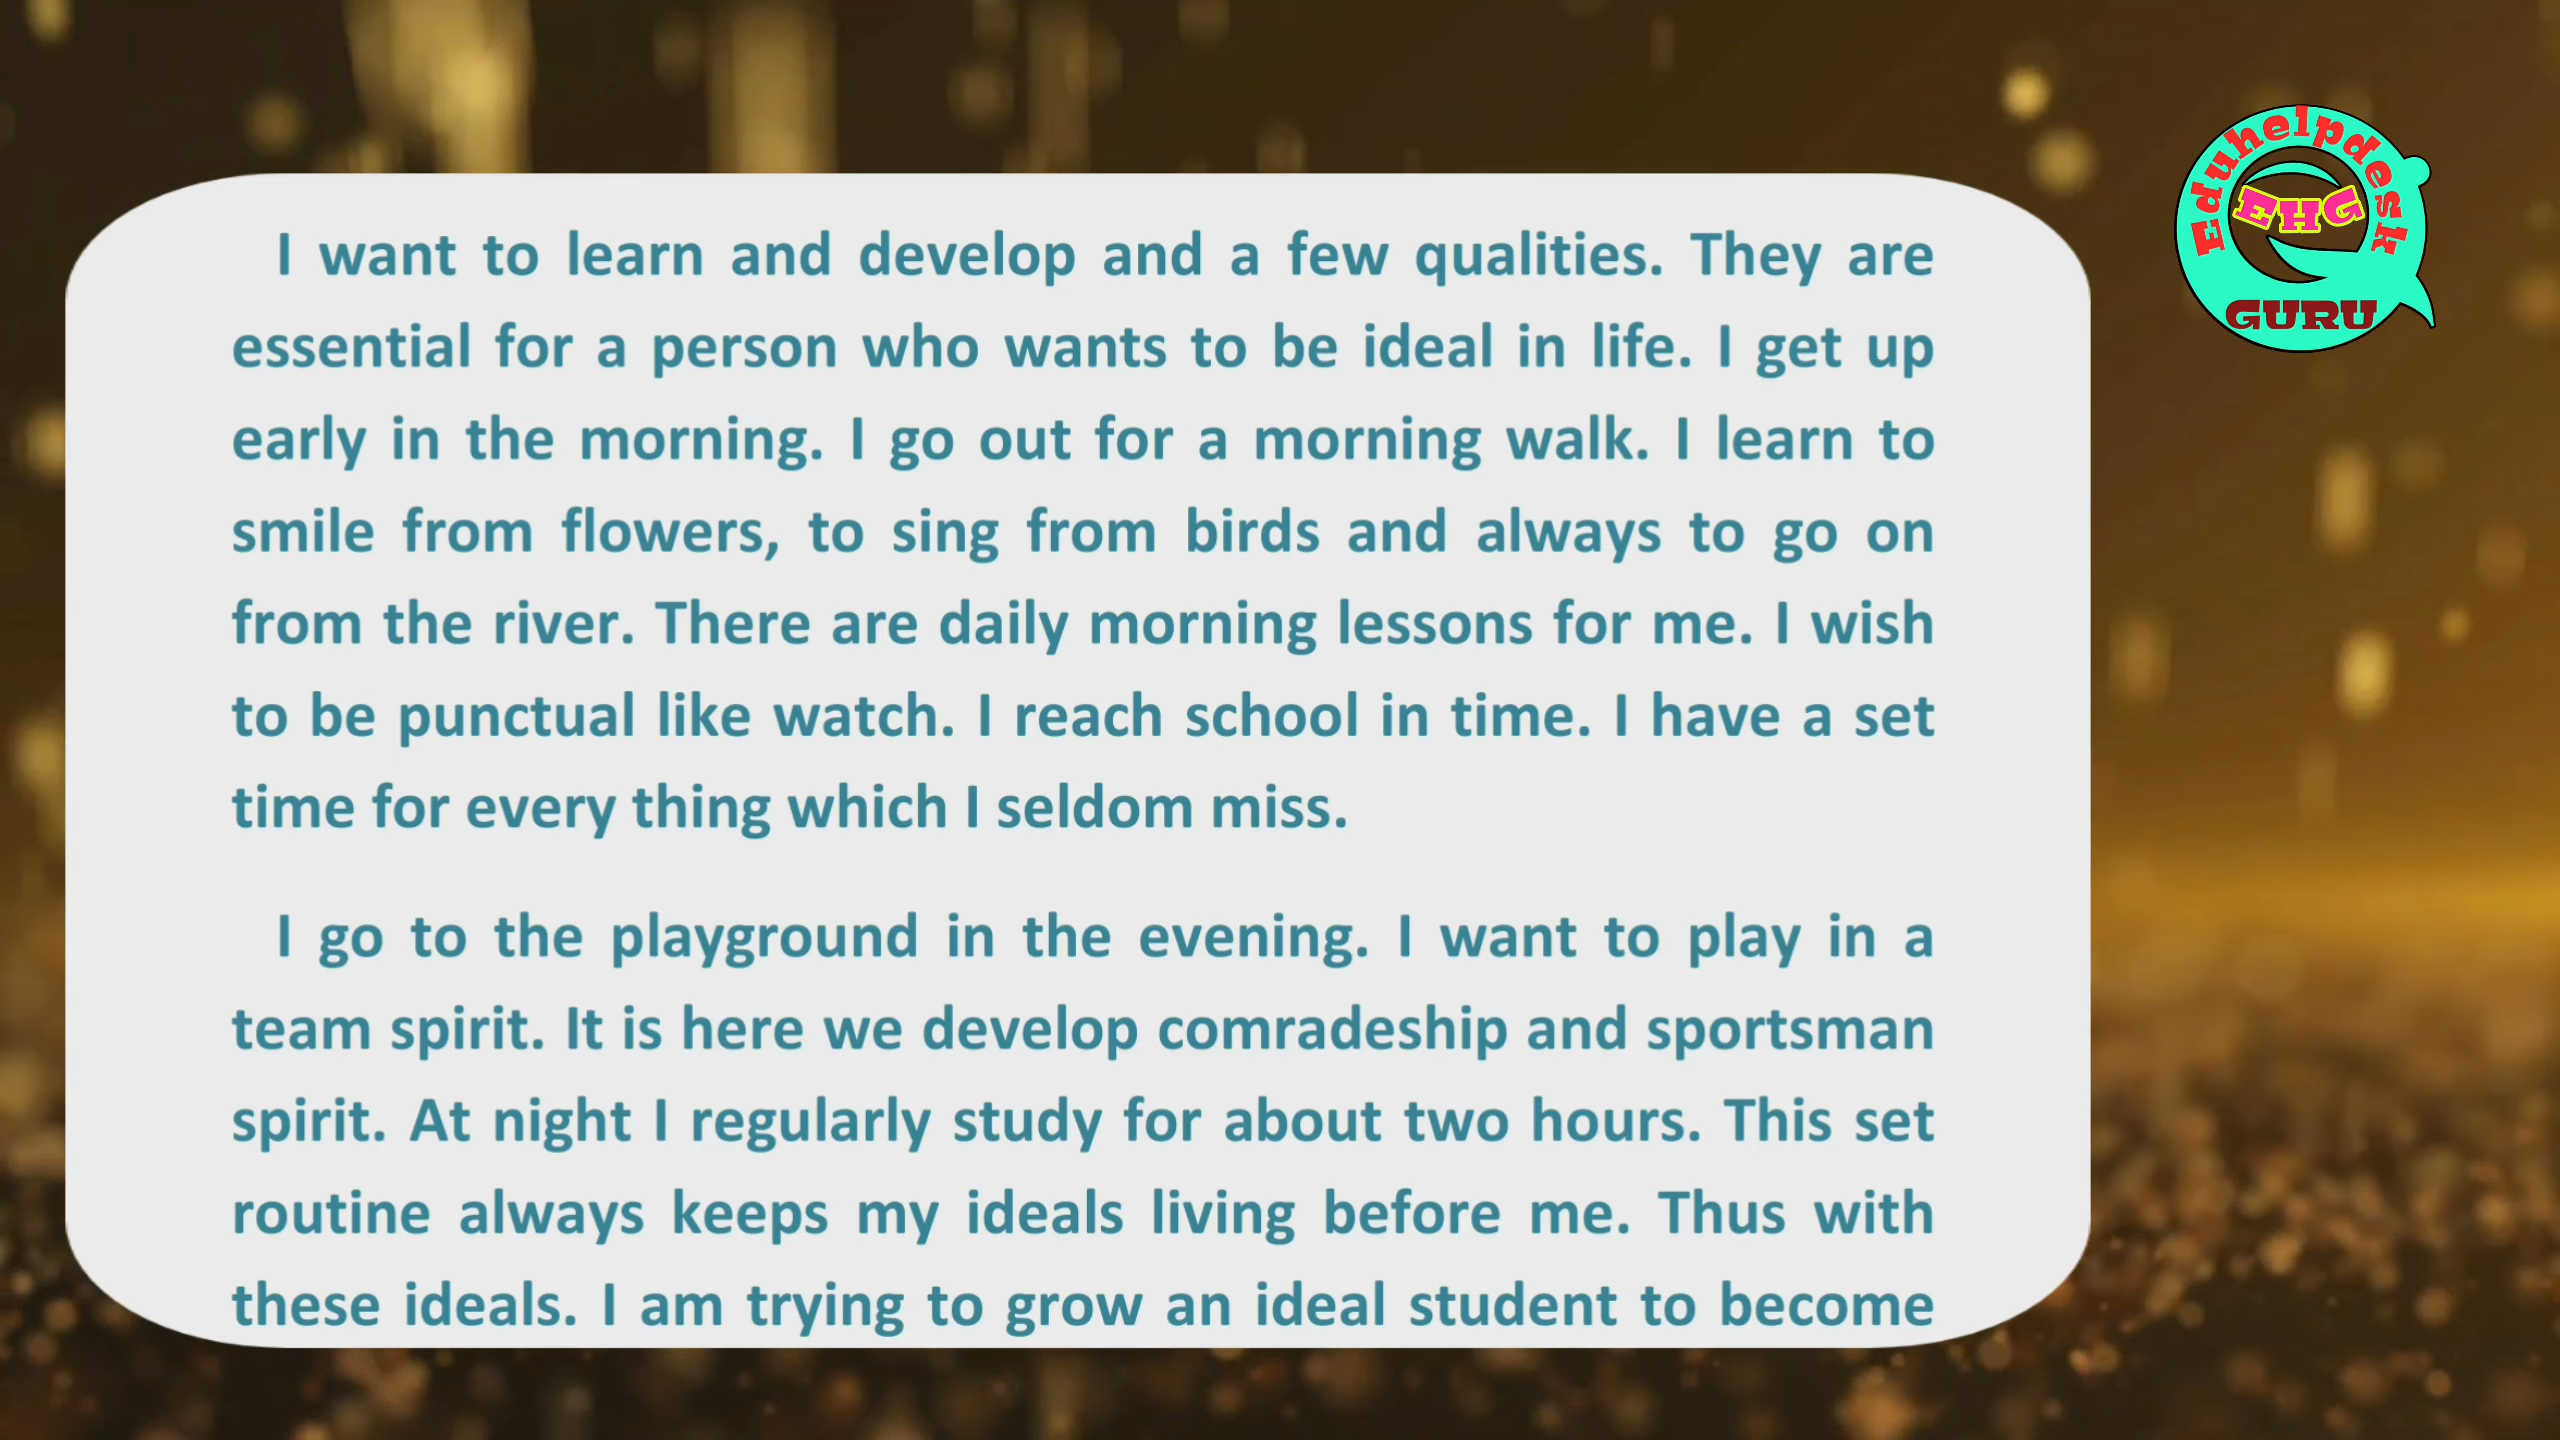 I want to learn and develop and a few qualities. They are
essential for a person who wants to be ideal in life. I get up
early in the morning. I go out for a morning walk. I learn to
smile from flowers, to sing from birds and always to go on
from the river. There are daily morning lessons for me. I wish
to be punctual like watch. I reach school in time. I have a set
time for every thing which I seldom miss.
I go to the playground in the evening. I want to play in a
team spirit. It is here we develop comradeship and sportsman
spirit. At night I regularly study for about two hours. This set
routine always keeps my ideals living before me. Thus with
these ideals. I am trying to grow an ideal student to become
Eduhelpdesk
EHG
GURU